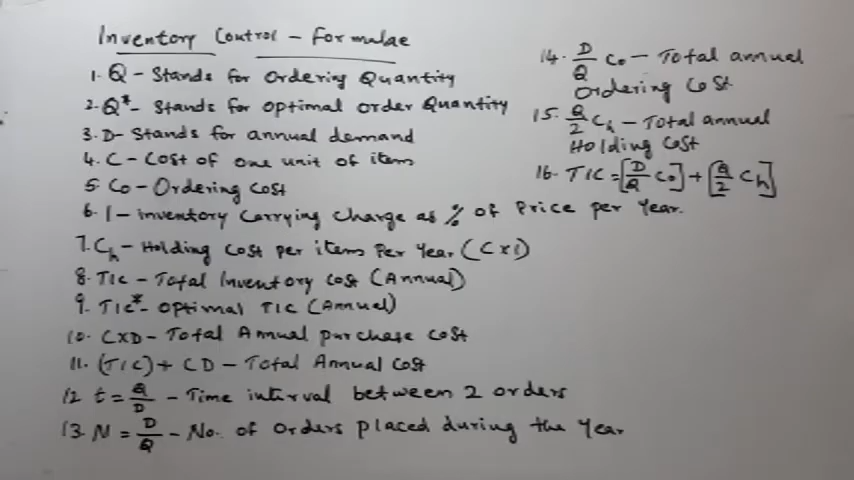 Inventory Control - Formulae
1. Q - Stands for Ordering Quantity
2. Q* - Stands for optimal order Quantity
3. D - Stands for annual demand
4. C - Cost of one unit of item
5. Co - Ordering Cost
6. I - inventory Carrying charge as % of Price per Year.
7. Ch - Holding Cost per items Per Year (CxI)
8. TIC - Total Inventory Cost (Annual)
9. TIC* - Optimal TIC (Annual)
10. CXD - Total Annual purchase Cost
11. (TIC) + CD - Total Annual Cost
12. t = Q/D - Time interval between 2 orders
13. N = D/Q - No. of orders placed during the Year
14. D/Q Co - Total annual
Ordering Cost
15. Q/2 Ch - Total annual
Holding Cost
16. TIC = [D/Q Co] + [Q/2 Ch]